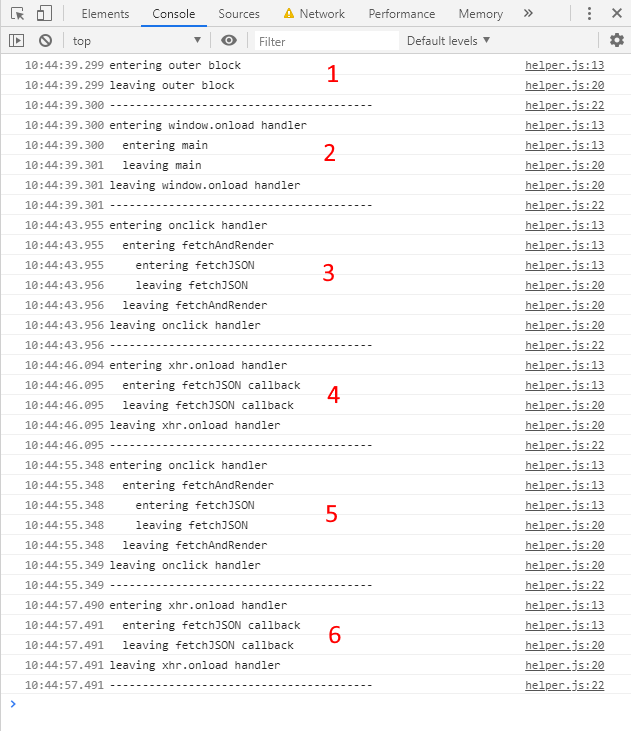 Elements Console Sources Network Performance Memory »
top Filter Default levels
10:44:39.299 entering outer block helper.js:13
1
10:44:39.299 leaving outer block helper.js:20
10:44:39.300 ---------------------------------------- helper.js:22
10:44:39.300 entering window.onload handler helper.js:13
10:44:39.300 entering main helper.js:13
2
10:44:39.301 leaving main helper.js:20
10:44:39.301 leaving window.onload handler helper.js:20
10:44:39.301 ---------------------------------------- helper.js:22
10:44:43.955 entering onclick handler helper.js:13
10:44:43.955 entering fetchAndRender helper.js:13
10:44:43.955 entering fetchJSON helper.js:13
3
10:44:43.956 leaving fetchJSON helper.js:20
10:44:43.956 leaving fetchAndRender helper.js:20
10:44:43.956 leaving onclick handler helper.js:20
10:44:43.956 ---------------------------------------- helper.js:22
10:44:46.094 entering xhr.onload handler helper.js:13
10:44:46.095 entering fetchJSON callback helper.js:13
4
10:44:46.095 leaving fetchJSON callback helper.js:20
10:44:46.095 leaving xhr.onload handler helper.js:20
10:44:46.095 ---------------------------------------- helper.js:22
10:44:55.348 entering onclick handler helper.js:13
10:44:55.348 entering fetchAndRender helper.js:13
10:44:55.348 entering fetchJSON helper.js:13
5
10:44:55.348 leaving fetchJSON helper.js:20
10:44:55.348 leaving fetchAndRender helper.js:20
10:44:55.349 leaving onclick handler helper.js:20
10:44:55.349 ---------------------------------------- helper.js:22
10:44:57.490 entering xhr.onload handler helper.js:13
10:44:57.491 entering fetchJSON callback helper.js:13
6
10:44:57.491 leaving fetchJSON callback helper.js:20
10:44:57.491 leaving xhr.onload handler helper.js:20
10:44:57.491 ---------------------------------------- helper.js:22